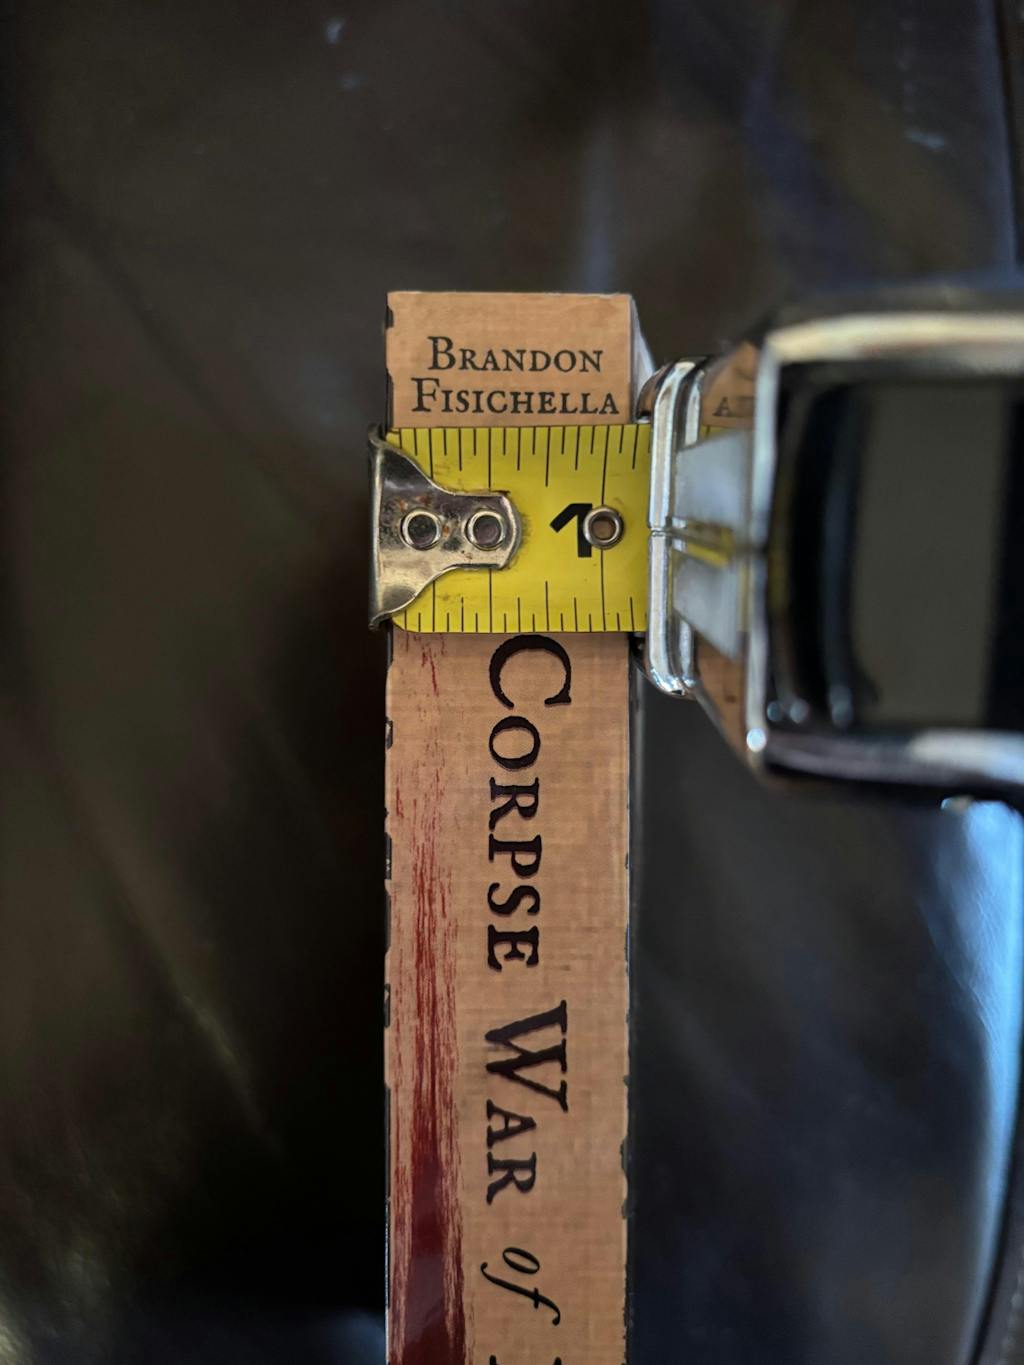 BRANDON
FISICHELLA
1
CORPSE WAR of